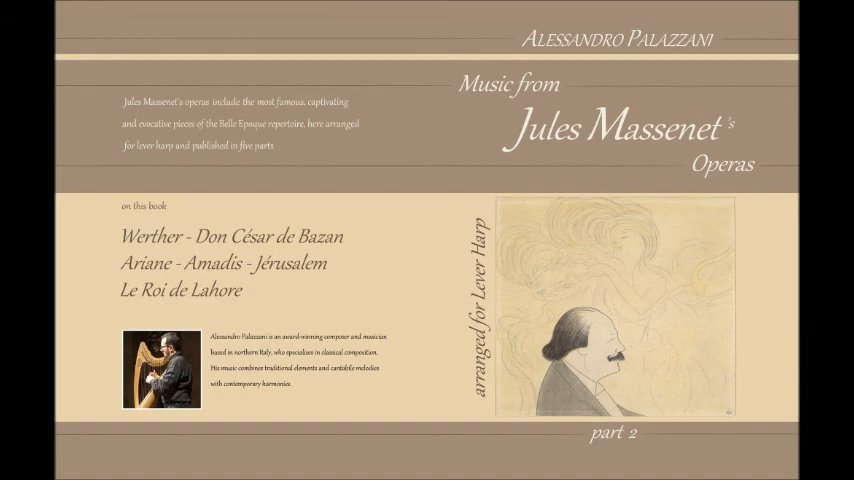 Jules Massenet's operas include the most famous, captivating
and evocative pieces of the Belle Epoque repertoire, here arranged
for lever harp and published in five parts
on this book
Werther - Don César de Bazan
Ariane - Amadis - Jérusalem
Le Roi de Lahore
Alessandro Palazzani is an award-winning composer and musician
based in northern Italy, who specialises in classical composition.
His music combines traditional elements and cantabile melodies
with contemporary harmonies.
ALESSANDRO PALAZZANI
Music from
Jules Massenet's
Operas
arranged for Lever Harp
part 2